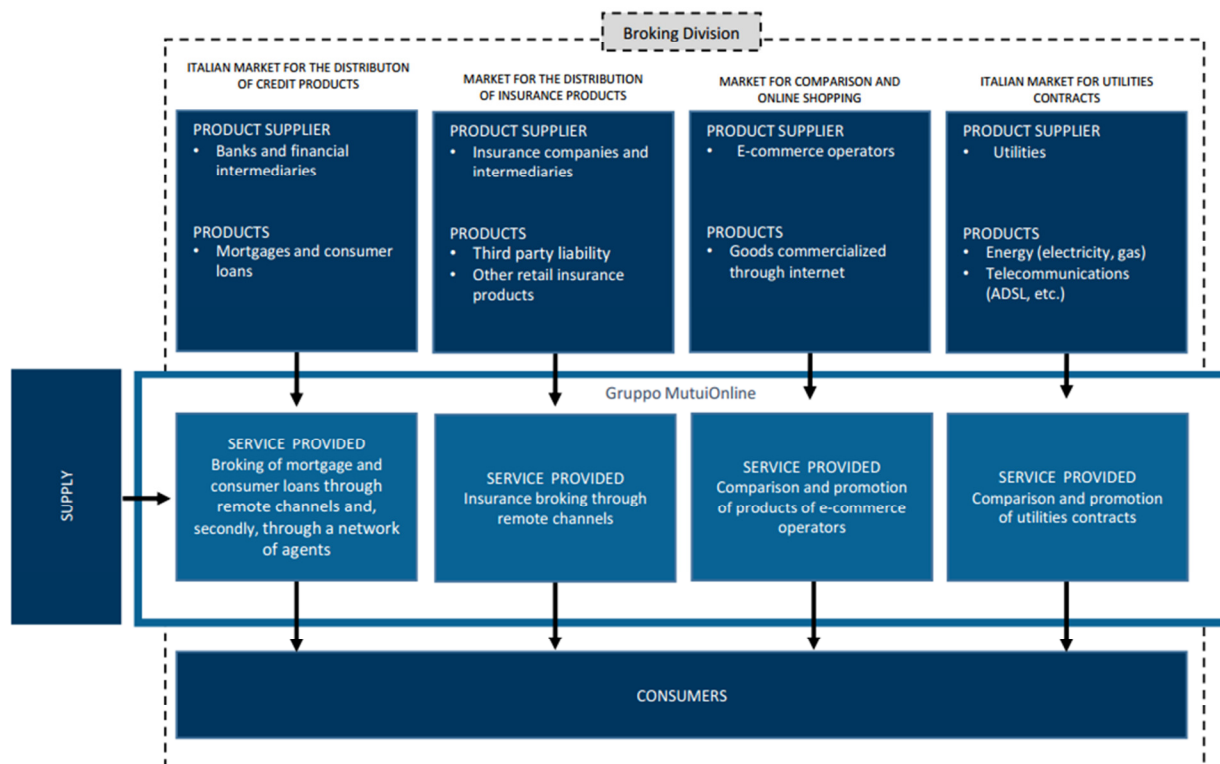 Broking Division
ITALIAN MARKET FOR THE DISTRIBUTON
OF CREDIT PRODUCTS
PRODUCT SUPPLIER
• Banks and financial
intermediaries
PRODUCTS
• Mortgages and consumer
loans
MARKET FOR THE DISTRIBUTION
OF INSURANCE PRODUCTS
PRODUCT SUPPLIER
• Insurance companies and
intermediaries
PRODUCTS
• Third party liability
• Other retail insurance
products
MARKET FOR COMPARISON AND
ONLINE SHOPPING
PRODUCT SUPPLIER
• E-commerce operators
PRODUCTS
• Goods commercialized
through internet
ITALIAN MARKET FOR UTILITIES
CONTRACTS
PRODUCT SUPPLIER
• Utilities
PRODUCTS
• Energy (electricity, gas)
• Telecommunications
(ADSL, etc.)
SUPPLY
Gruppo MutuiOnline
SERVICE PROVIDED
Broking of mortgage and
consumer loans through
remote channels and,
secondly, through a network
of agents
SERVICE PROVIDED
Insurance broking through
remote channels
SERVICE PROVIDED
Comparison and promotion
of products of e-commerce
operators
SERVICE PROVIDED
Comparison and promotion
of utilities contracts
CONSUMERS